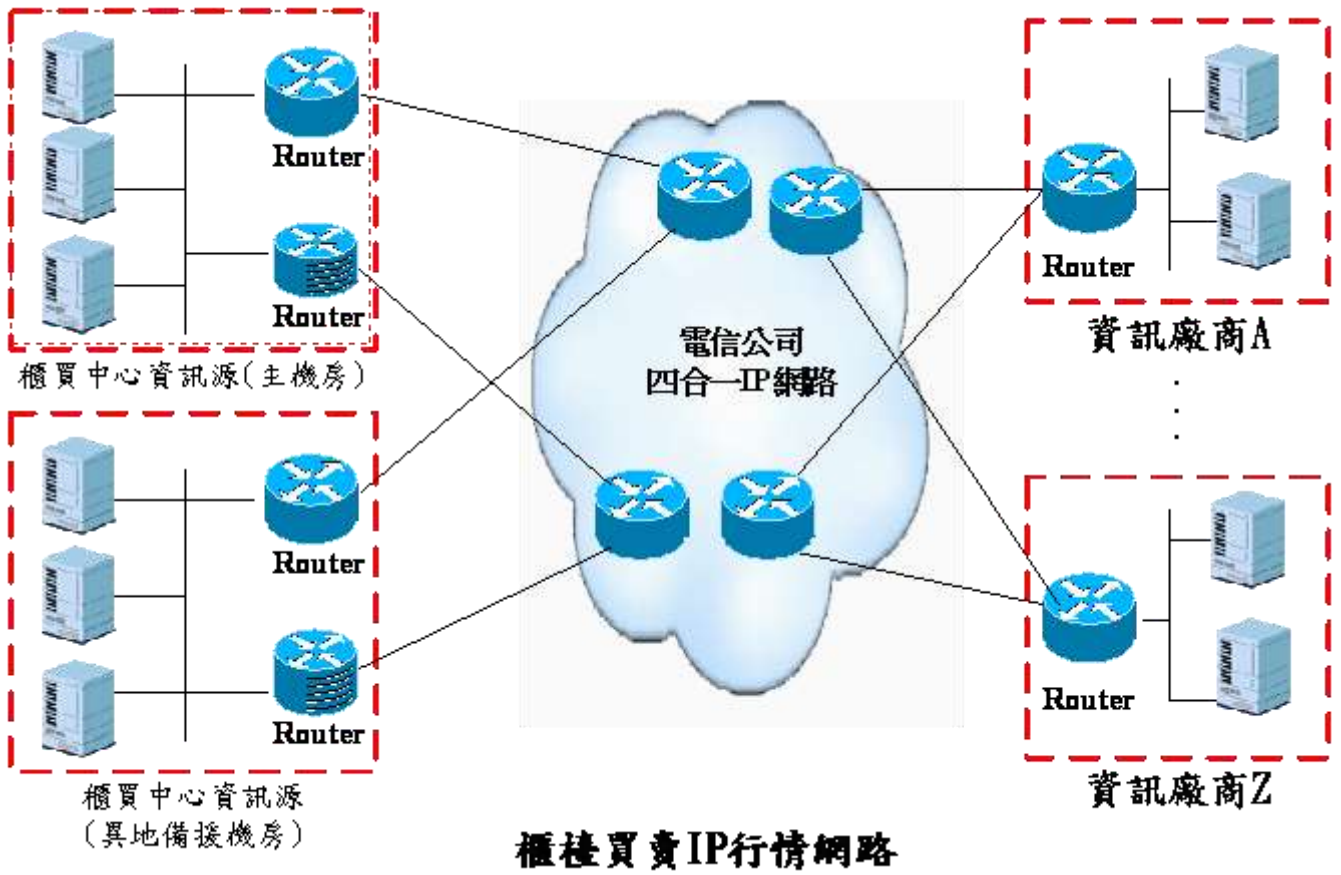 Router
Router
櫃買中心資訊源(主機房)
Router
Router
櫃買中心資訊源
(異地備援機房)
電信公司
四合一IP網路
Router
資訊廠商A
Router
資訊廠商Z
櫃檯買賣IP行情網路